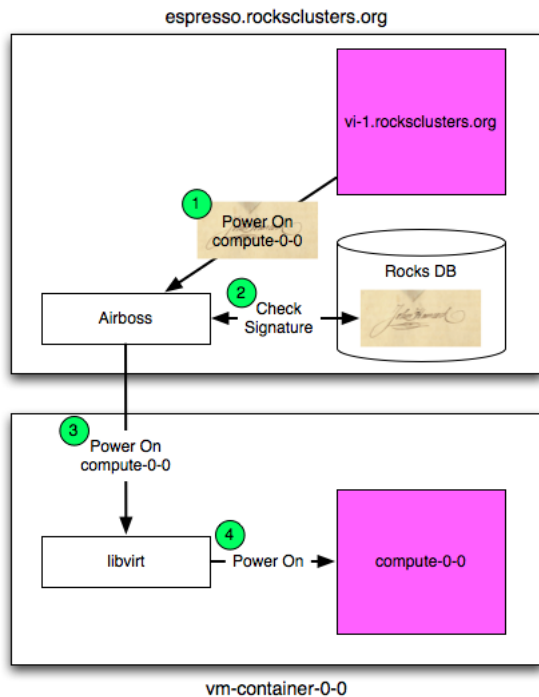 espresso.rocksclusters.org
vi-1.rocksclusters.org
1
Power On
compute-0-0
Rocks DB
2
Check
Signature
Airboss
3
Power On
compute-0-0
libvirt
4
Power On
compute-0-0
vm-container-0-0